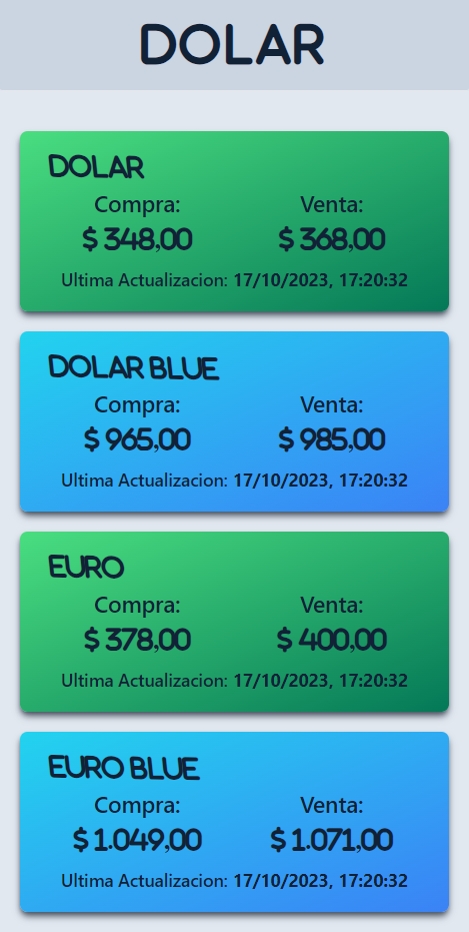 DOLAR
DOLAR
Compra: Venta:
$ 348,00 $ 368,00
Ultima Actualizacion: 17/10/2023, 17:20:32
DOLAR BLUE
Compra: Venta:
$ 965,00 $ 985,00
Ultima Actualizacion: 17/10/2023, 17:20:32
EURO
Compra: Venta:
$ 378,00 $ 400,00
Ultima Actualizacion: 17/10/2023, 17:20:32
EURO BLUE
Compra: Venta:
$ 1.049,00 $ 1.071,00
Ultima Actualizacion: 17/10/2023, 17:20:32